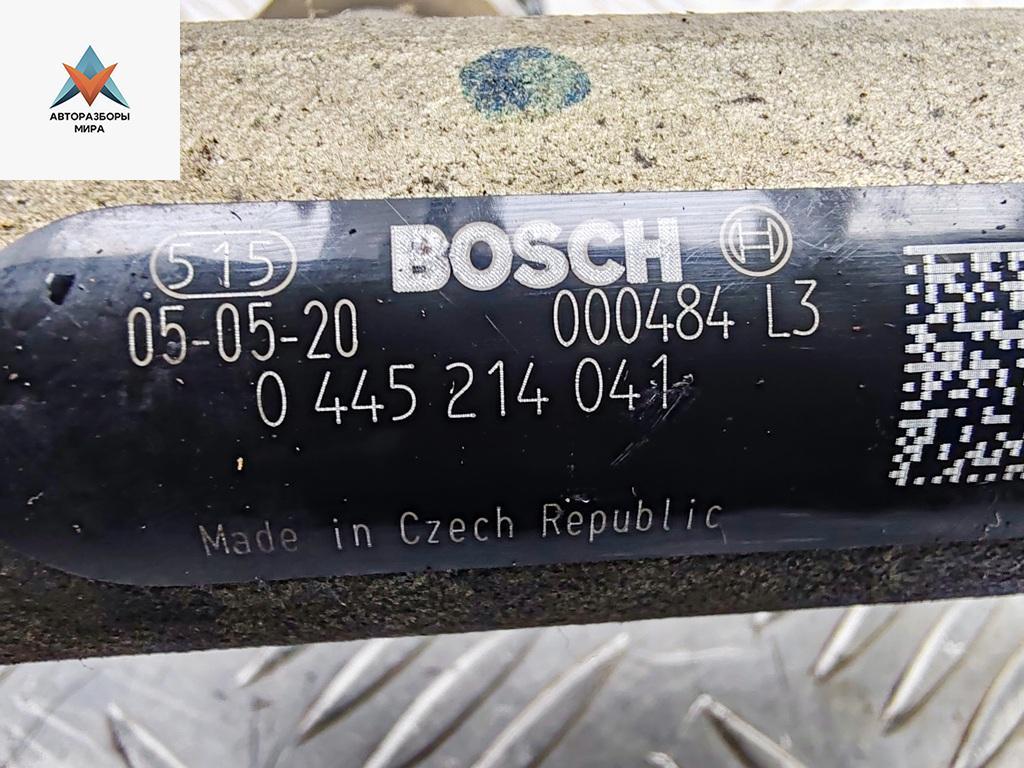 АВТОРАЗБОРЫ
МИРА
515 BOSCH
05-05-20 000484 L3
0 445 214 041
Made in Czech Republic